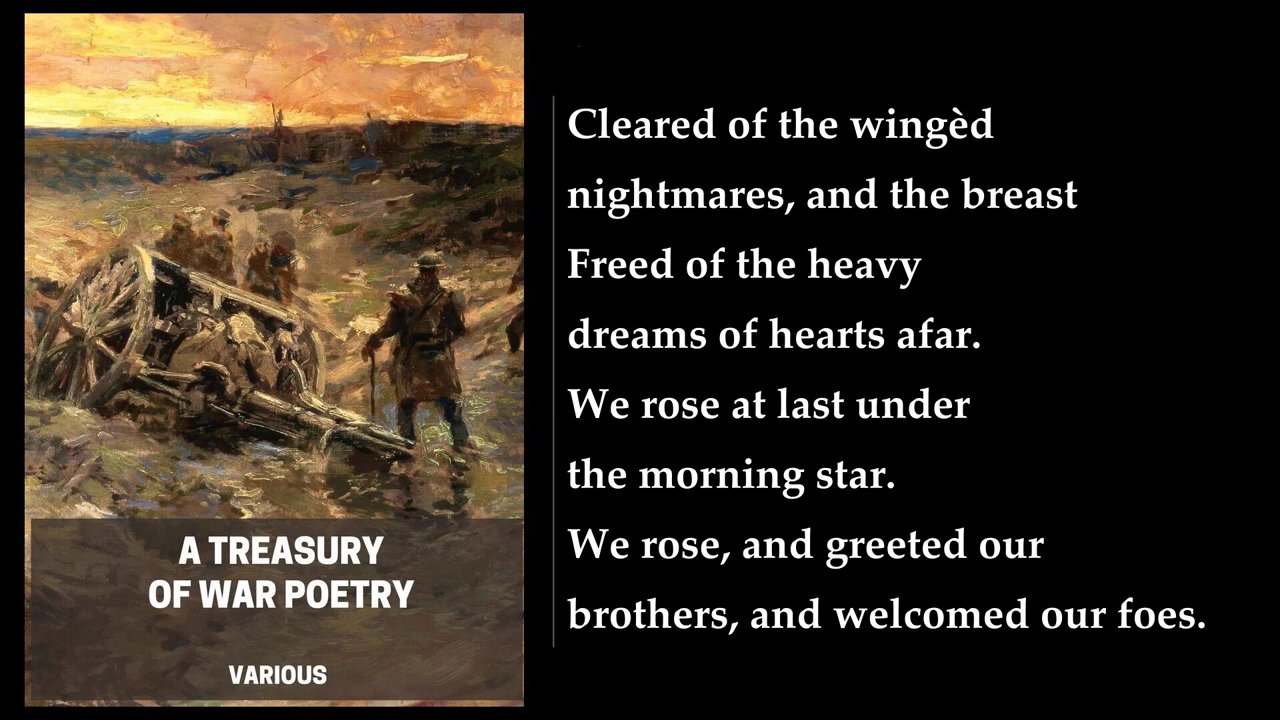 A TREASURY
OF WAR POETRY
VARIOUS
Cleared of the wingèd
nightmares, and the breast
Freed of the heavy
dreams of hearts afar.
We rose at last under
the morning star.
We rose, and greeted our
brothers, and welcomed our foes.